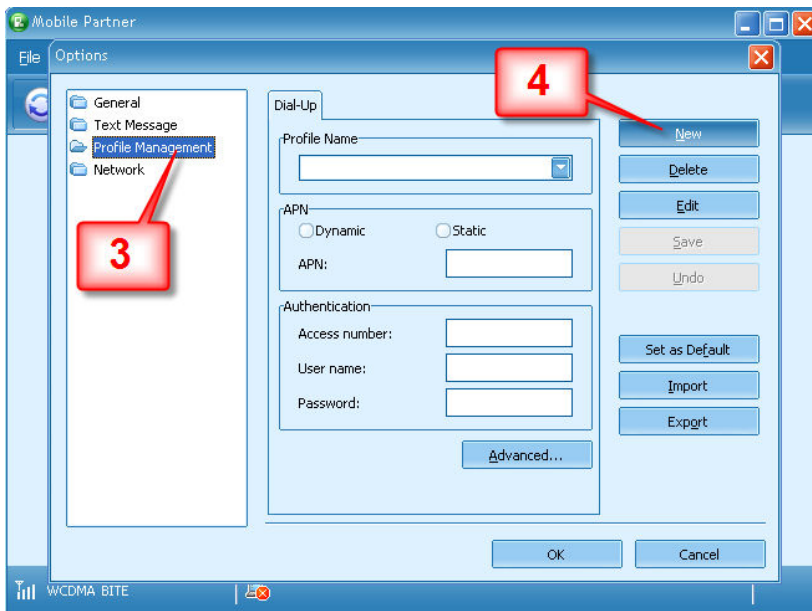 Mobile Partner
File
Options
General
Text Message
Profile Management
Network
3
4
Dial-Up
Profile Name
APN
Dynamic Static
APN:
Authentication
Access number:
User name:
Password:
Advanced...
New
Delete
Edit
Save
Undo
Set as Default
Import
Export
OK Cancel
WCDMA BITE